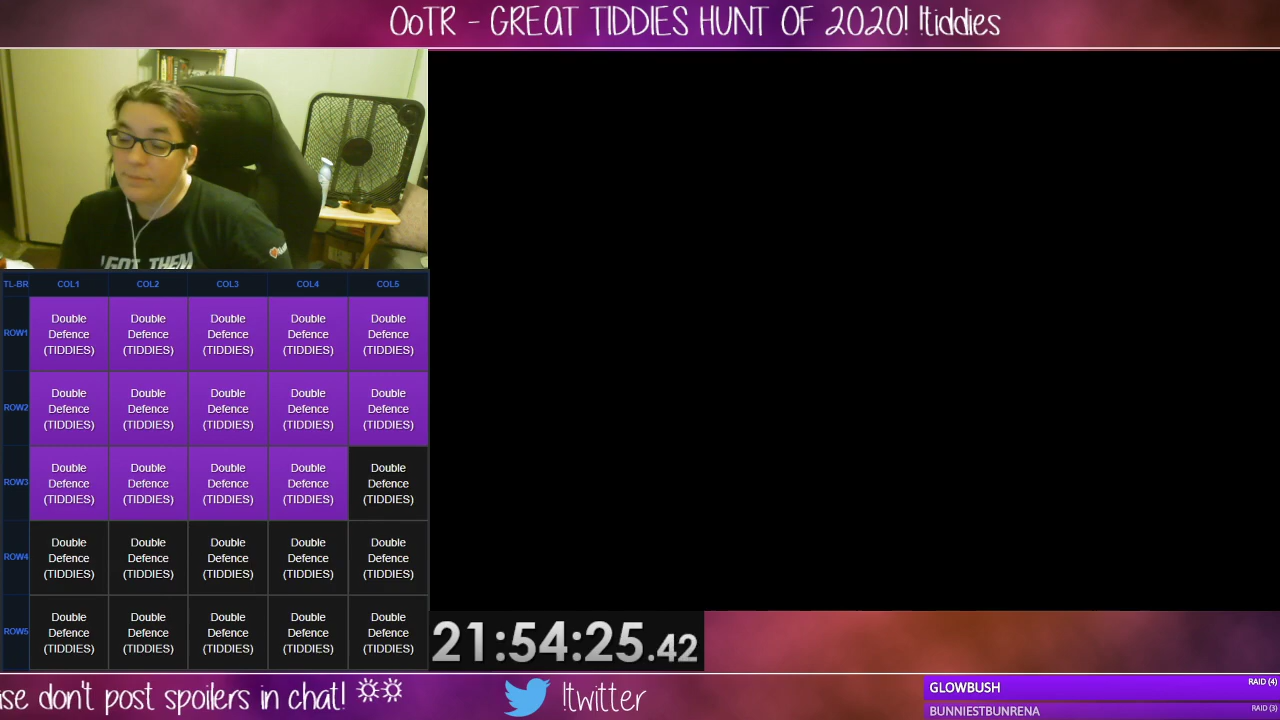 OoTR - GREAT TIDDIES HUNT OF 2020! !tiddies
I GOT THEM
TL-BR COL1 COL2 COL3 COL4 COL5
ROW1
Double Double Double Double Double
Defence Defence Defence Defence Defence
(TIDDIES) (TIDDIES) (TIDDIES) (TIDDIES) (TIDDIES)
ROW2
Double Double Double Double Double
Defence Defence Defence Defence Defence
(TIDDIES) (TIDDIES) (TIDDIES) (TIDDIES) (TIDDIES)
ROW3
Double Double Double Double Double
Defence Defence Defence Defence Defence
(TIDDIES) (TIDDIES) (TIDDIES) (TIDDIES) (TIDDIES)
ROW4
Double Double Double Double Double
Defence Defence Defence Defence Defence
(TIDDIES) (TIDDIES) (TIDDIES) (TIDDIES) (TIDDIES)
ROW5
Double Double Double Double Double
Defence Defence Defence Defence Defence
(TIDDIES) (TIDDIES) (TIDDIES) (TIDDIES) (TIDDIES)
21:54:25.42
don't post spoilers in chat! !twitter
GLOWBUSH RAID (4)
BUNNIESTBUNRENA RAID (3)